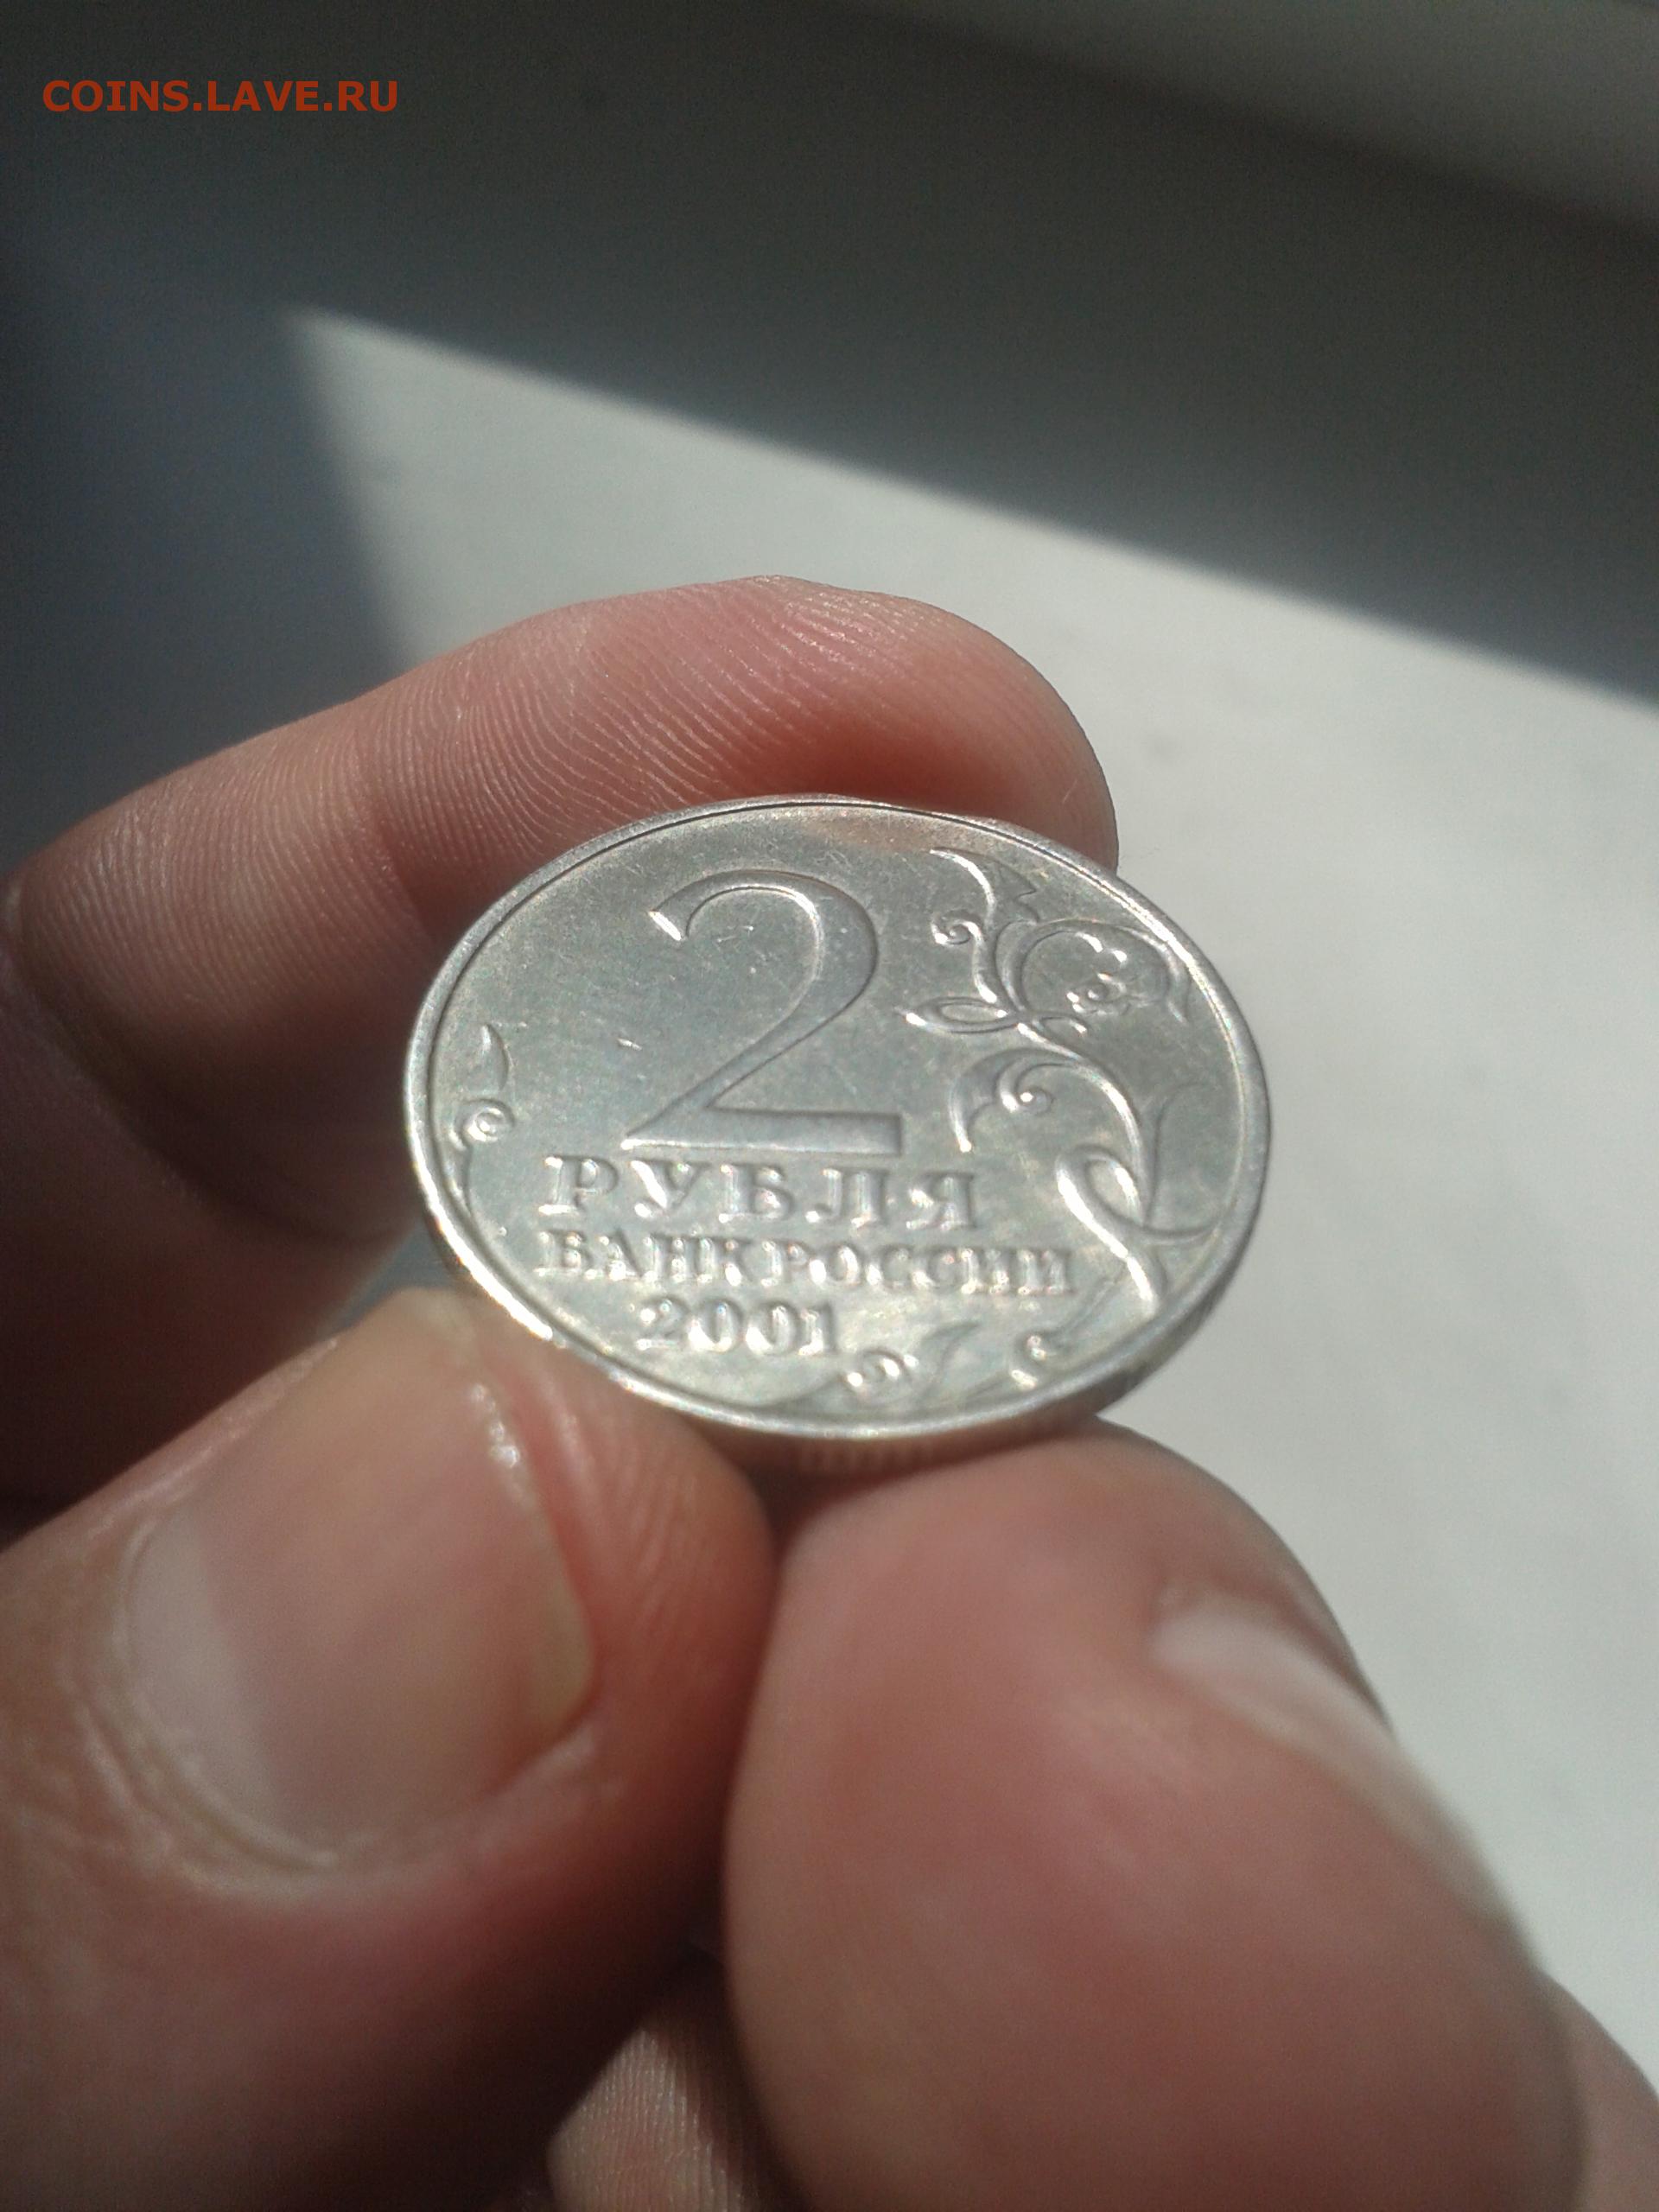 COINS.LAVE.RU
2
РУБЛЯ
БАНК РОССИИ
2001